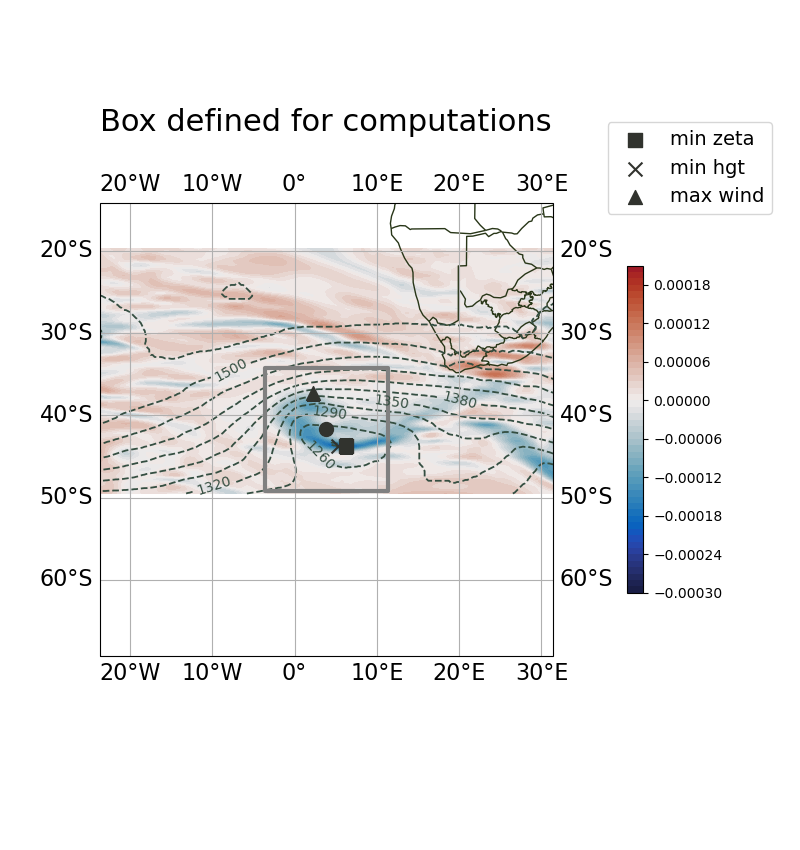 Box defined for computations
min zeta
min hgt
max wind
20°W 10°W 0° 10°E 20°E 30°E
20°S 20°S
30°S 30°S
40°S 40°S
50°S 50°S
60°S 60°S
1500
1350
1380
1290
1260
1320
20°W 10°W 0° 10°E 20°E 30°E
0.00018
0.00012
0.00006
0.00000
−0.00006
−0.00012
−0.00018
−0.00024
−0.00030